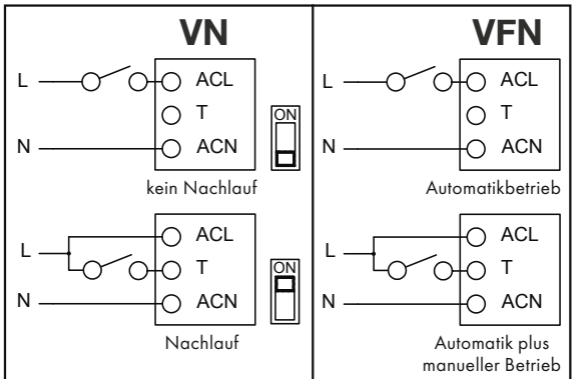 VN
L ACL
T
N ACN
ON
kein Nachlauf
L ACL
T
N ACN
ON
Nachlauf
VFN
L ACL
N ACN
Automatikbetrieb
L ACL
T
N ACN
Automatik plus
manueller Betrieb